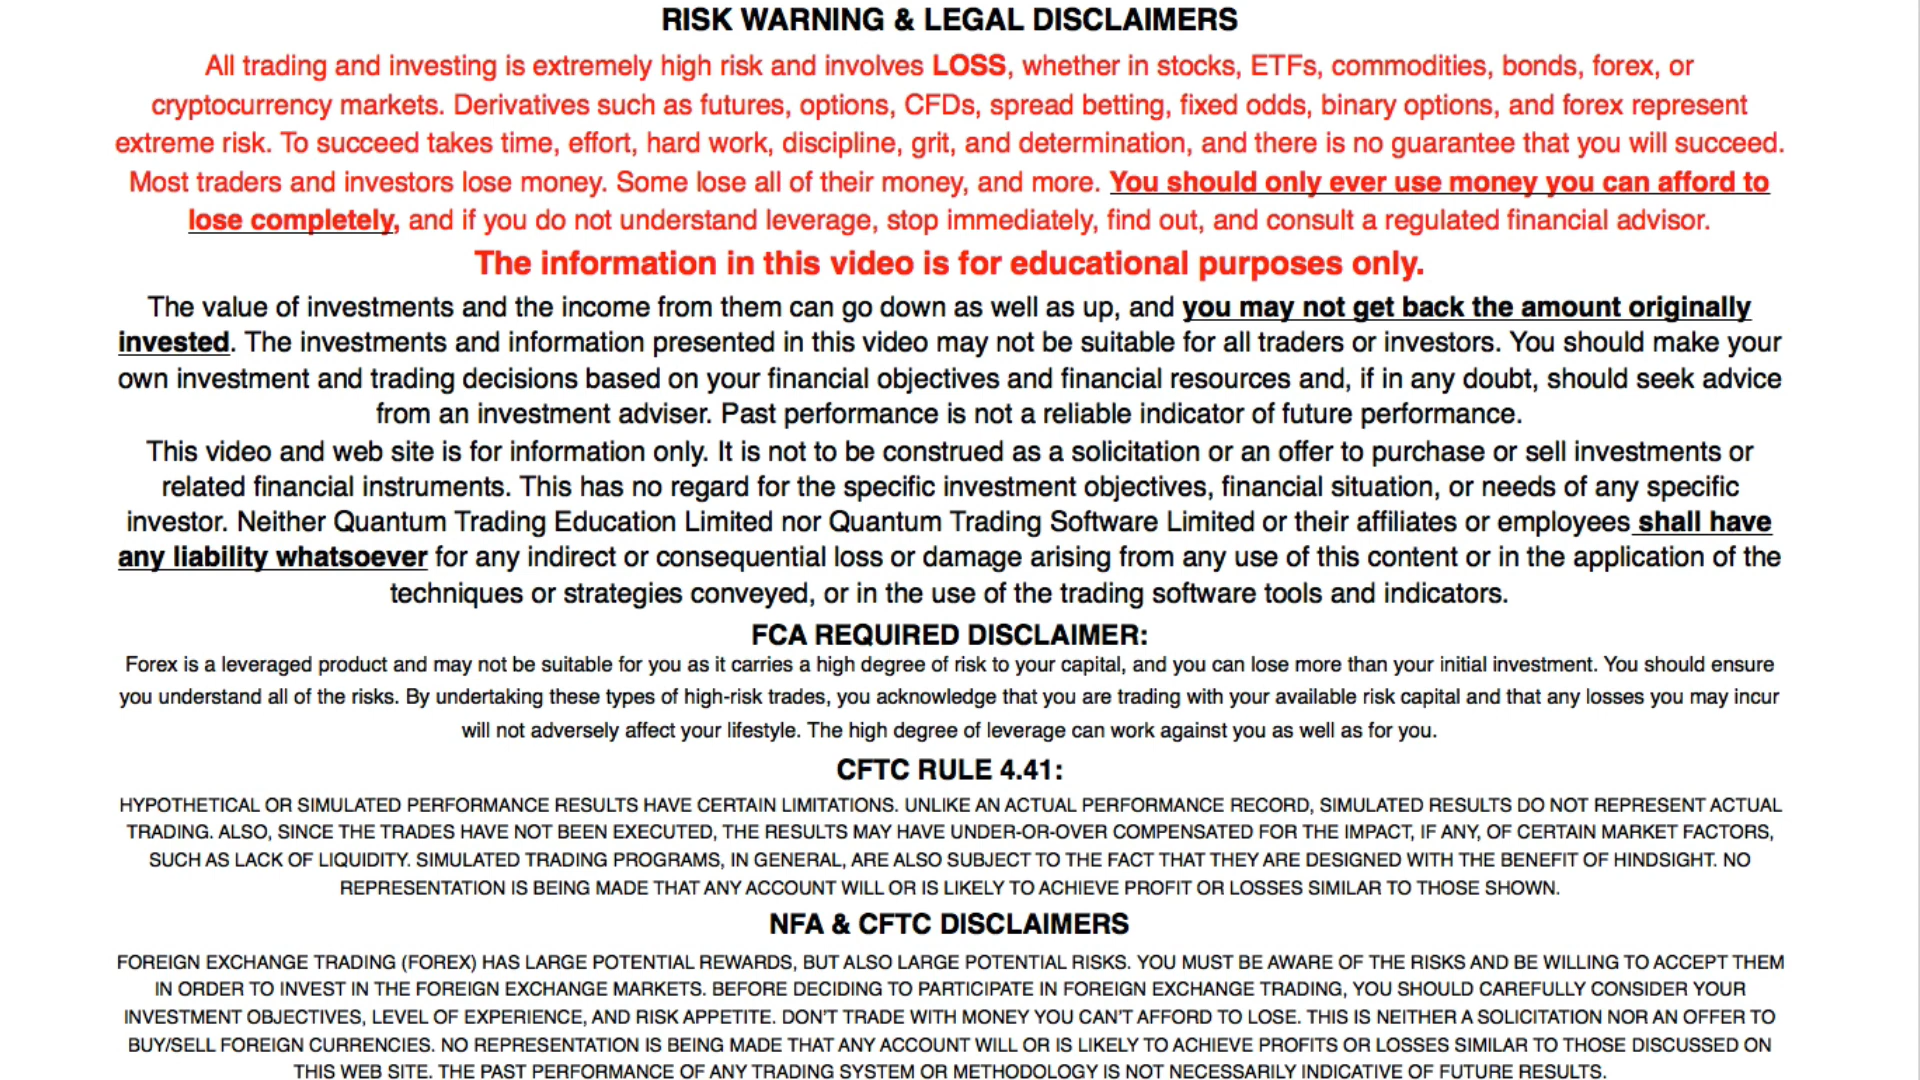 RISK WARNING & LEGAL DISCLAIMERS
All trading and investing is extremely high risk and involves LOSS, whether in stocks, ETFs, commodities, bonds, forex, or
cryptocurrency markets. Derivatives such as futures, options, CFDs, spread betting, fixed odds, binary options, and forex represent
extreme risk. To succeed takes time, effort, hard work, discipline, grit, and determination, and there is no guarantee that you will succeed.
Most traders and investors lose money. Some lose all of their money, and more. You should only ever use money you can afford to
lose completely, and if you do not understand leverage, stop immediately, find out, and consult a regulated financial advisor.
The information in this video is for educational purposes only.
The value of investments and the income from them can go down as well as up, and you may not get back the amount originally
invested. The investments and information presented in this video may not be suitable for all traders or investors. You should make your
own investment and trading decisions based on your financial objectives and financial resources and, if in any doubt, should seek advice
from an investment adviser. Past performance is not a reliable indicator of future performance.
This video and web site is for information only. It is not to be construed as a solicitation or an offer to purchase or sell investments or
related financial instruments. This has no regard for the specific investment objectives, financial situation, or needs of any specific
investor. Neither Quantum Trading Education Limited nor Quantum Trading Software Limited or their affiliates or employees shall have
any liability whatsoever for any indirect or consequential loss or damage arising from any use of this content or in the application of the
techniques or strategies conveyed, or in the use of the trading software tools and indicators.
FCA REQUIRED DISCLAIMER:
Forex is a leveraged product and may not be suitable for you as it carries a high degree of risk to your capital, and you can lose more than your initial investment. You should ensure
you understand all of the risks. By undertaking these types of high-risk trades, you acknowledge that you are trading with your available risk capital and that any losses you may incur
will not adversely affect your lifestyle. The high degree of leverage can work against you as well as for you.
CFTC RULE 4.41:
HYPOTHETICAL OR SIMULATED PERFORMANCE RESULTS HAVE CERTAIN LIMITATIONS. UNLIKE AN ACTUAL PERFORMANCE RECORD, SIMULATED RESULTS DO NOT REPRESENT ACTUAL
TRADING. ALSO, SINCE THE TRADES HAVE NOT BEEN EXECUTED, THE RESULTS MAY HAVE UNDER-OR-OVER COMPENSATED FOR THE IMPACT, IF ANY, OF CERTAIN MARKET FACTORS,
SUCH AS LACK OF LIQUIDITY. SIMULATED TRADING PROGRAMS, IN GENERAL, ARE ALSO SUBJECT TO THE FACT THAT THEY ARE DESIGNED WITH THE BENEFIT OF HINDSIGHT. NO
REPRESENTATION IS BEING MADE THAT ANY ACCOUNT WILL OR IS LIKELY TO ACHIEVE PROFIT OR LOSSES SIMILAR TO THOSE SHOWN.
NFA & CFTC DISCLAIMERS
FOREIGN EXCHANGE TRADING (FOREX) HAS LARGE POTENTIAL REWARDS, BUT ALSO LARGE POTENTIAL RISKS. YOU MUST BE AWARE OF THE RISKS AND BE WILLING TO ACCEPT THEM
IN ORDER TO INVEST IN THE FOREIGN EXCHANGE MARKETS. BEFORE DECIDING TO PARTICIPATE IN FOREIGN EXCHANGE TRADING, YOU SHOULD CAREFULLY CONSIDER YOUR
INVESTMENT OBJECTIVES, LEVEL OF EXPERIENCE, AND RISK APPETITE. DON'T TRADE WITH MONEY YOU CAN'T AFFORD TO LOSE. THIS IS NEITHER A SOLICITATION NOR AN OFFER TO
BUY/SELL FOREIGN CURRENCIES. NO REPRESENTATION IS BEING MADE THAT ANY ACCOUNT WILL OR IS LIKELY TO ACHIEVE PROFITS OR LOSSES SIMILAR TO THOSE DISCUSSED ON
THIS WEB SITE. THE PAST PERFORMANCE OF ANY TRADING SYSTEM OR METHODOLOGY IS NOT NECESSARILY INDICATIVE OF FUTURE RESULTS.